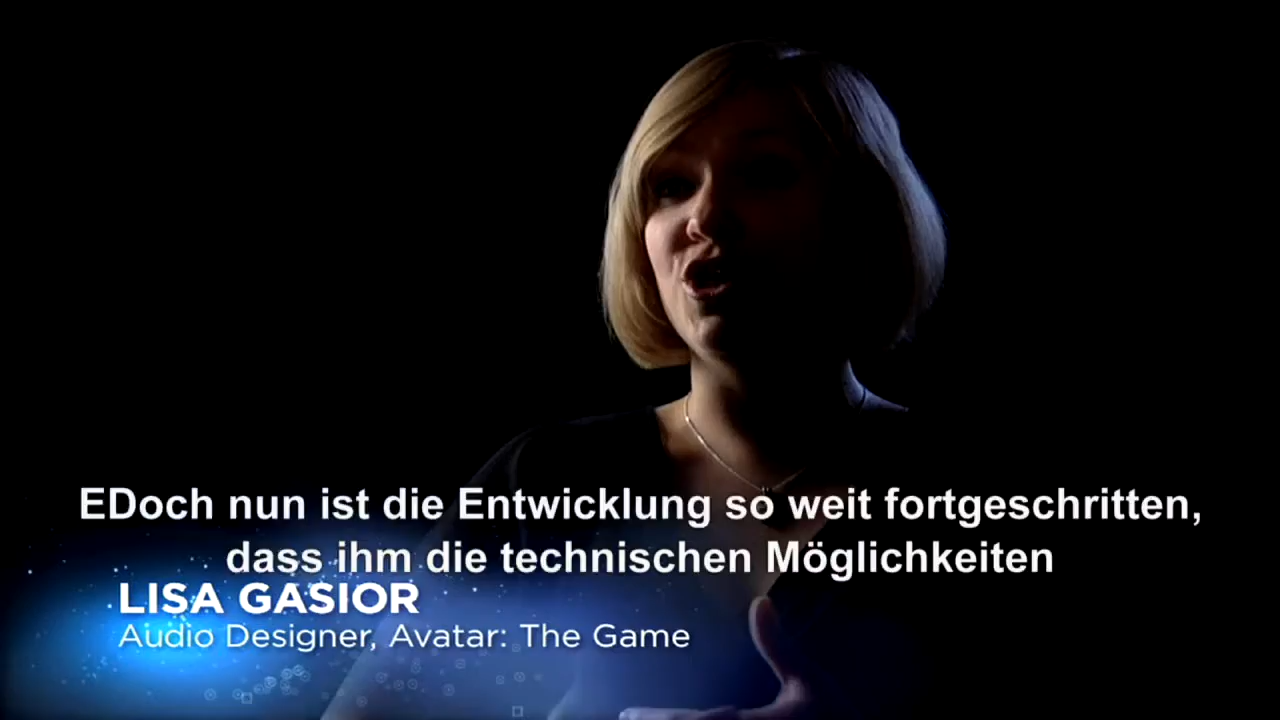 EDoch nun ist die Entwicklung so weit fortgeschritten,
dass ihm die technischen Möglichkeiten
LISA GASIOR
Audio Designer, Avatar: The Game